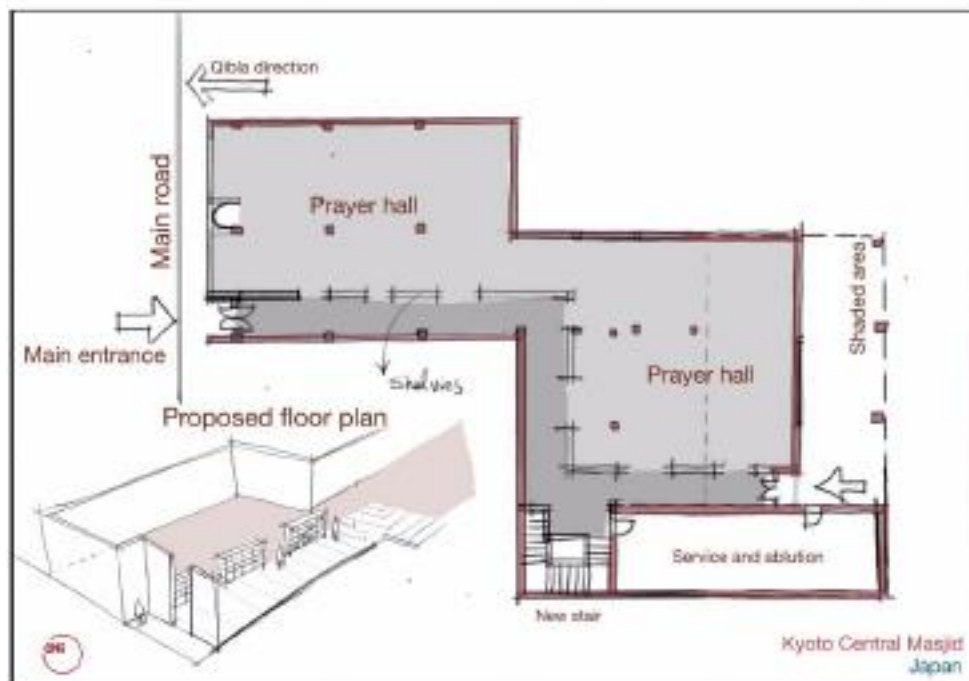 Qibla direction
Main road
Prayer hall
Main entrance
Shelves
Prayer hall
Shaded area
Proposed floor plan
Service and ablution
New stair
Kyoto Central Masjid
Japan